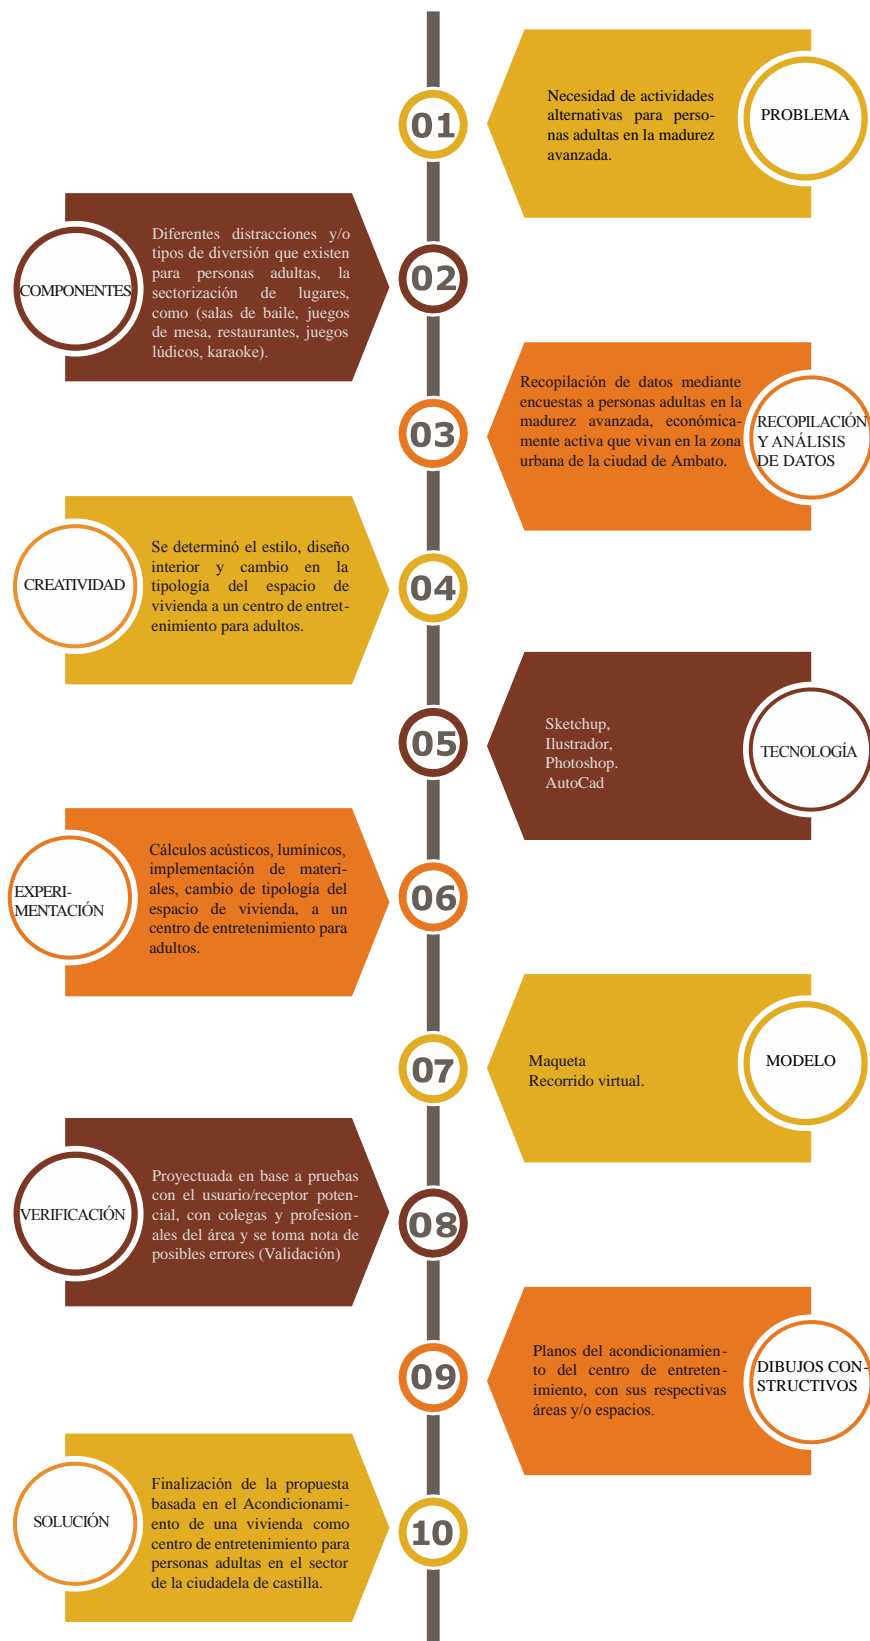 01
Necesidad de actividades
alternativas para perso-
nas adultas en la madurez
avanzada.
PROBLEMA
COMPONENTES
Diferentes distracciones y/o
tipos de diversión que existen
para personas adultas, la
sectorización de lugares,
como (salas de baile, juegos
de mesa, restaurantes, juegos
lúdicos, karaoke).
02
03
Recopilación de datos mediante
encuestas a personas adultas en la
madurez avanzada, económica-
mente activa que vivan en la zona
urbana de la ciudad de Ambato.
RECOPILACIÓN
Y ANÁLISIS
DE DATOS
CREATIVIDAD
Se determinó el estilo, diseño
interior y cambio en la
tipología del espacio de
vivienda a un centro de entret-
enimiento para adultos.
04
05
Sketchup,
Ilustrador,
Photoshop.
AutoCad
TECNOLOGÍA
EXPERI-
MENTACIÓN
Cálculos acústicos, lumínicos,
implementación de materi-
ales, cambio de tipología del
espacio de vivienda, a un
centro de entretenimiento para
adultos.
06
07
Maqueta
Recorrido virtual.
MODELO
VERIFICACIÓN
Proyectuada en base a pruebas
con el usuario/receptor poten-
cial, con colegas y profesion-
ales del área y se toma nota de
posibles errores (Validación)
08
09
Planos del acondicionamien-
to del centro de entreten-
imiento, con sus respectivas
áreas y/o espacios.
DIBUJOS CON-
STRUCTIVOS
SOLUCIÓN
Finalización de la propuesta
basada en el Acondicionami-
ento de una vivienda como
centro de entretenimiento para
personas adultas en el sector
de la ciudadela de castilla.
10